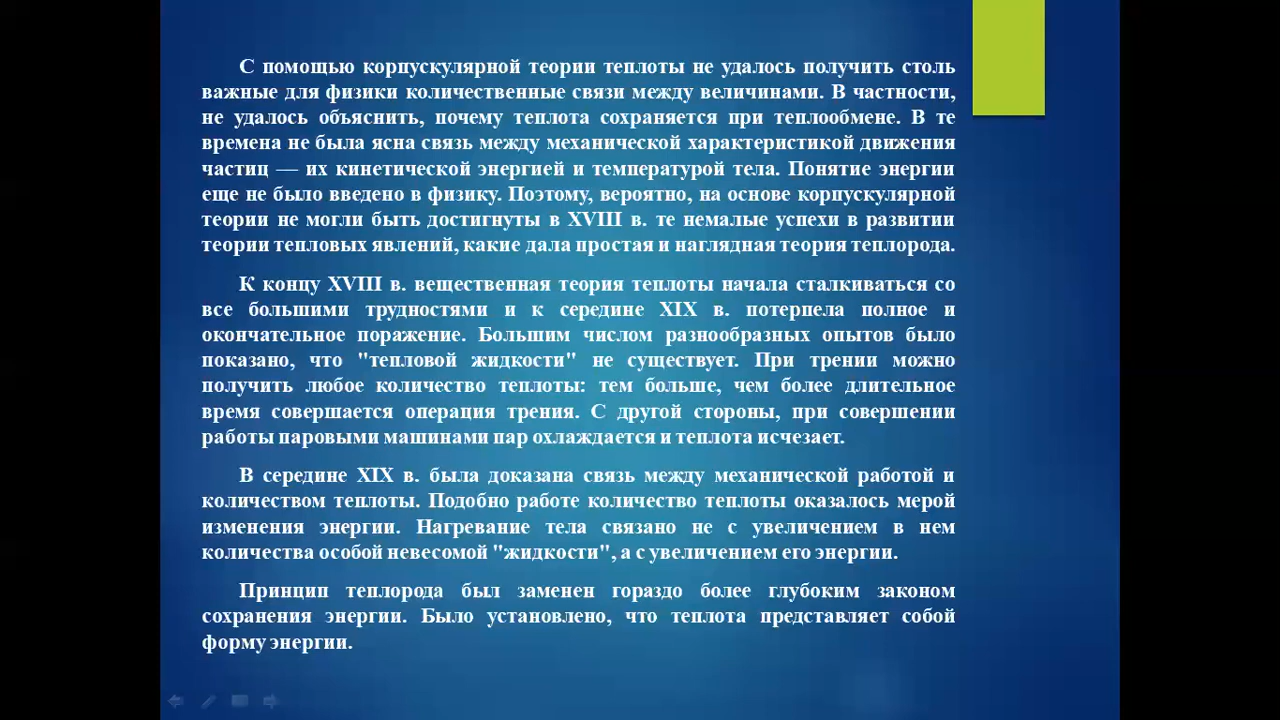 С помощью корпускулярной теории теплоты не удалось получить столь
важные для физики количественные связи между величинами. В частности,
не удалось объяснить, почему теплота сохраняется при теплообмене. В те
времена не была ясна связь между механической характеристикой движения
частиц — их кинетической энергией и температурой тела. Понятие энергии
еще не было введено в физику. Поэтому, вероятно, на основе корпускулярной
теории не могли быть достигнуты в XVIII в. те немалые успехи в развитии
теории тепловых явлений, какие дала простая и наглядная теория теплорода.
К концу XVIII в. вещественная теория теплоты начала сталкиваться со
все большими трудностями и к середине XIX в. потерпела полное и
окончательное поражение. Большим числом разнообразных опытов было
показано, что "тепловой жидкости" не существует. При трении можно
получить любое количество теплоты: тем больше, чем более длительное
время совершается операция трения. С другой стороны, при совершении
работы паровыми машинами пар охлаждается и теплота исчезает.
В середине XIX в. была доказана связь между механической работой и
количеством теплоты. Подобно работе количество теплоты оказалось мерой
изменения энергии. Нагревание тела связано не с увеличением в нем
количества особой невесомой "жидкости", а с увеличением его энергии.
Принцип теплорода был заменен гораздо более глубоким законом
сохранения энергии. Было установлено, что теплота представляет собой
форму энергии.